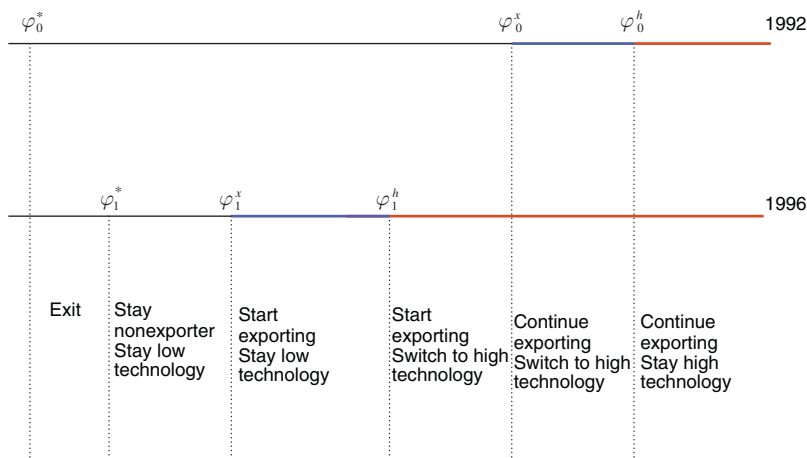 φ₀* φ₀ˣ φ₀ʰ 1992
φ₁* φ₁ˣ φ₁ʰ 1996
Exit
Stay
nonexporter
Stay low
technology
Start
exporting
Stay low
technology
Start
exporting
Switch to high
technology
Continue
exporting
Switch to high
technology
Continue
exporting
Stay high
technology